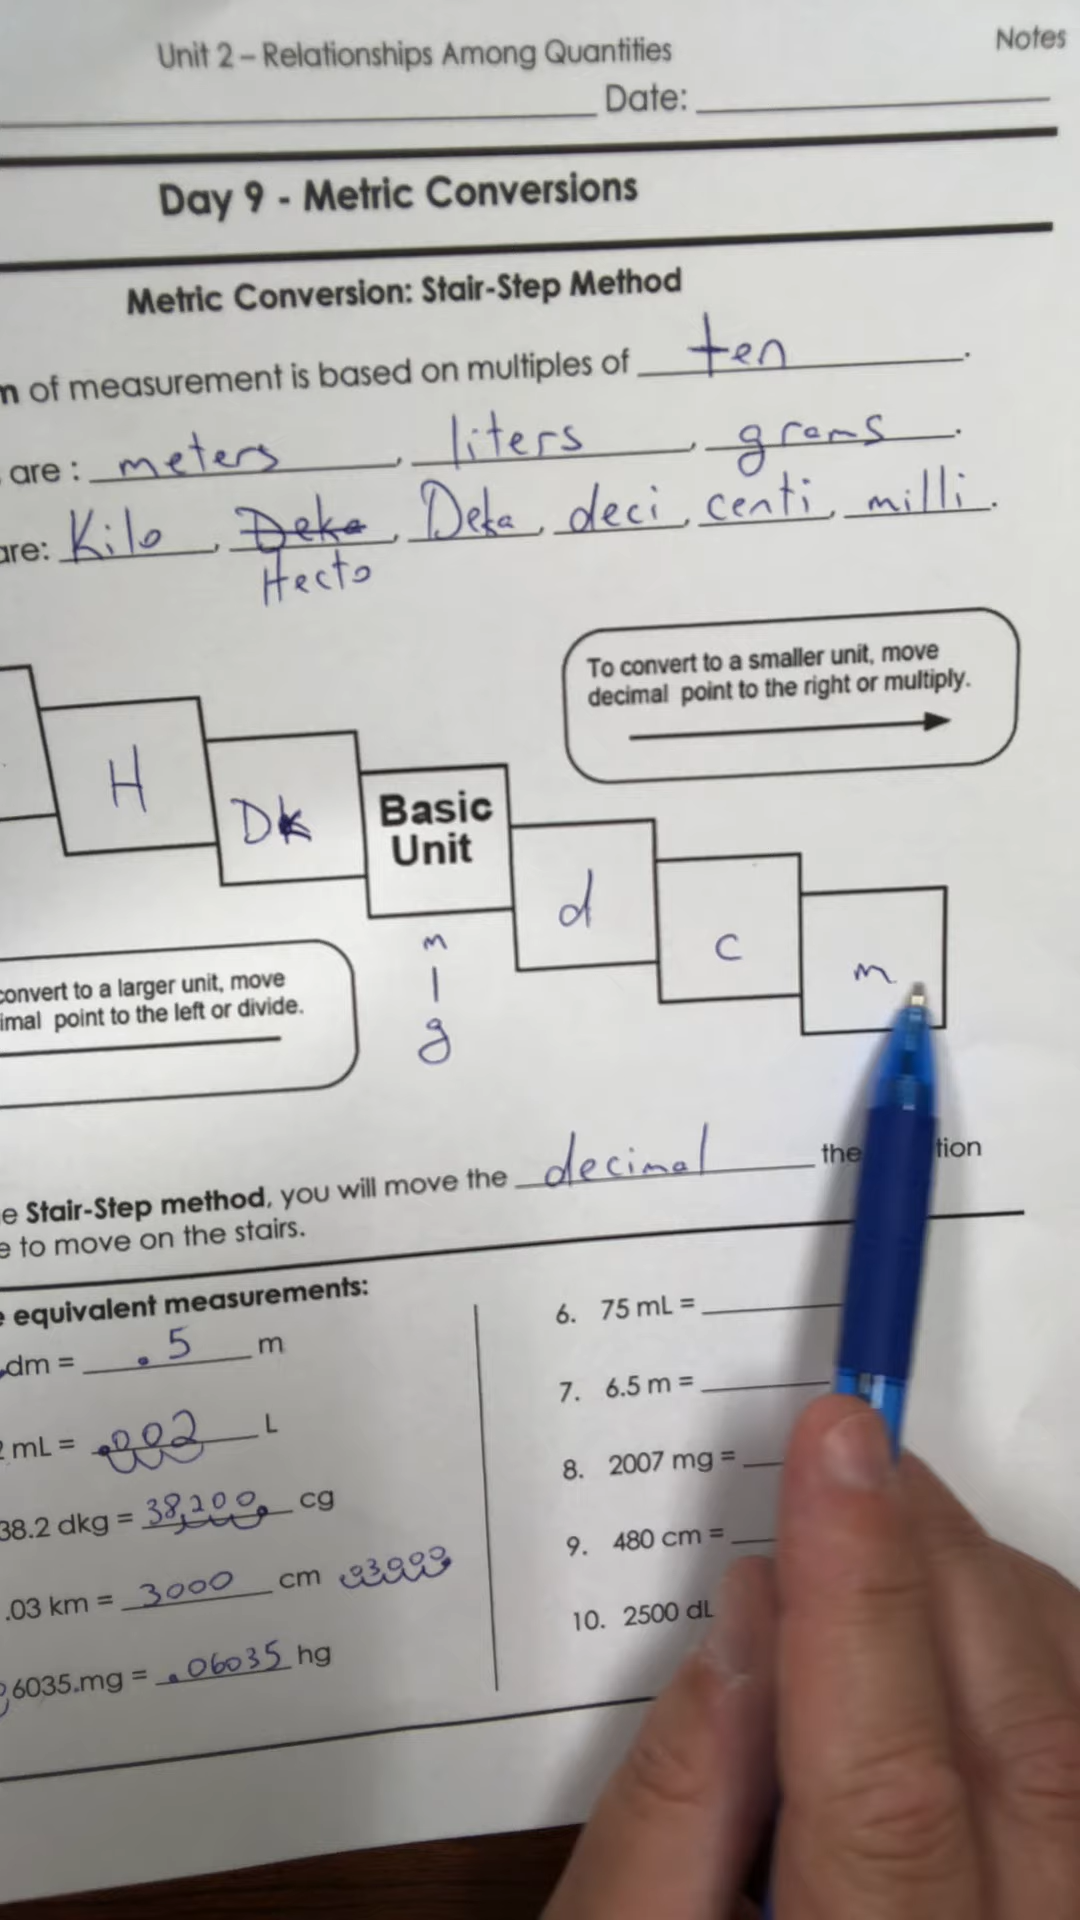 Unit 2 – Relationships Among Quantities Notes
Date:
Day 9 - Metric Conversions
Metric Conversion: Stair-Step Method
of measurement is based on multiples of ten.
are : meters, liters, grams.
are: Kilo, Deka, Deka, deci, centi, milli.
Hecto
To convert to a smaller unit, move
decimal point to the right or multiply.
H
Dk
Basic
Unit
d
c
m
m
l
g
convert to a larger unit, move
point to the left or divide.
Stair-Step method, you will move the decimal the
to move on the stairs.
equivalent measurements:
dm = .5 m
mL = .002 L
38.2 dkg = 38,200. cg
.03 km = 3000 cm 03000
6035.mg = .06035 hg
6. 75 mL =
7. 6.5 m =
8. 2007 mg =
9. 480 cm =
10. 2500 dL